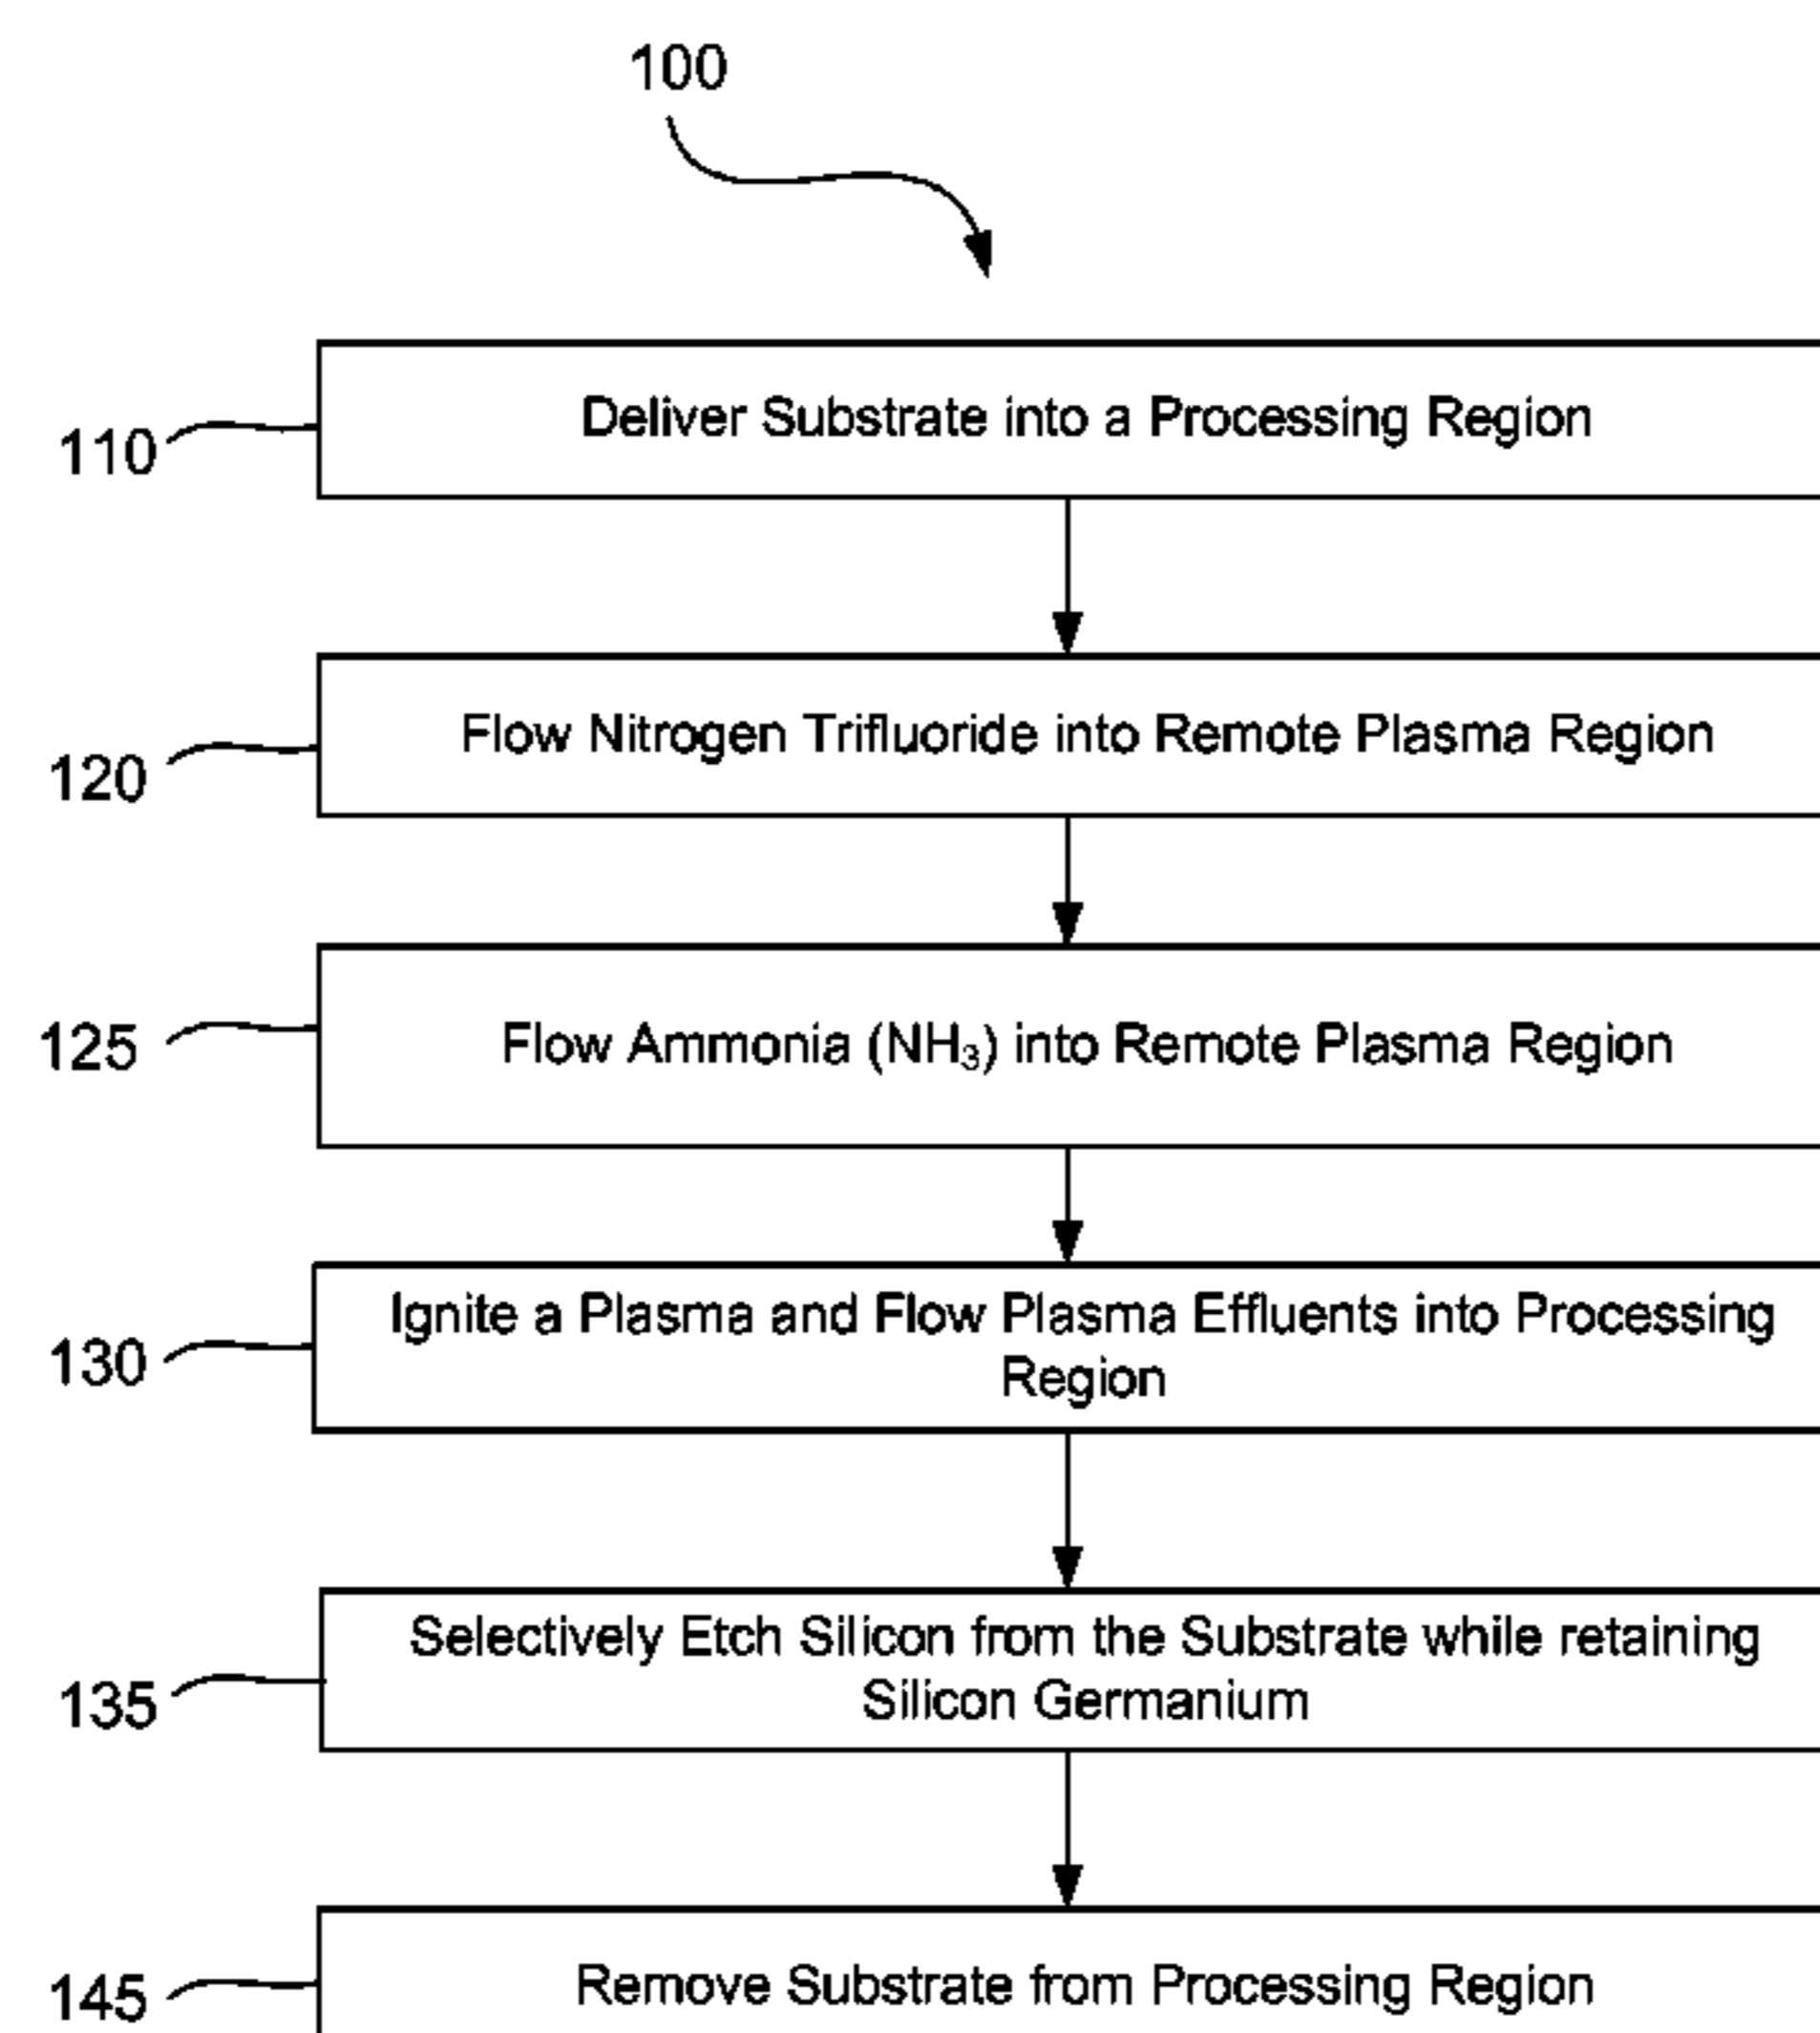 100
110
Deliver Substrate into a Processing Region
120
Flow Nitrogen Trifluoride into Remote Plasma Region
125
Flow Ammonia (NH₃) into Remote Plasma Region
130
Ignite a Plasma and Flow Plasma Effluents into Processing
Region
135
Selectively Etch Silicon from the Substrate while retaining
Silicon Germanium
145
Remove Substrate from Processing Region